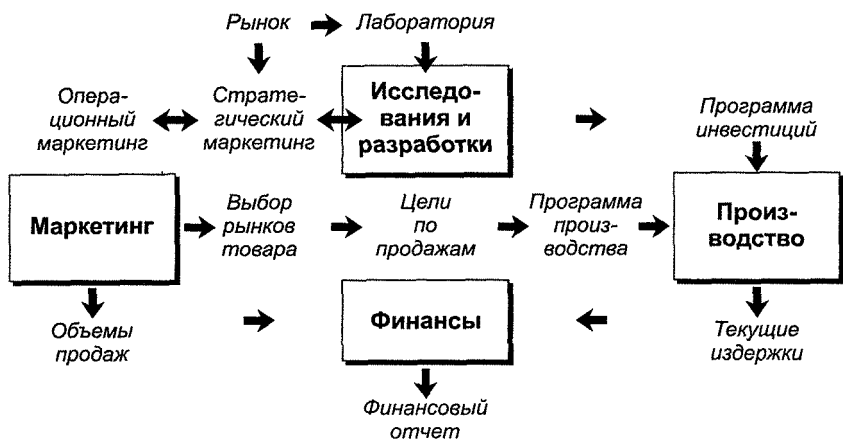 Рынок
Лаборатория
Опера-
ционный
маркетинг
Страте-
гический
маркетинг
Исследо-
вания и
разработки
Программа
инвестиций
Маркетинг
Выбор
рынков
товара
Цели
по
продажам
Программа
произ-
водства
Произ-
водство
Объемы
продаж
Финансы
Текущие
издержки
Финансовый
отчет